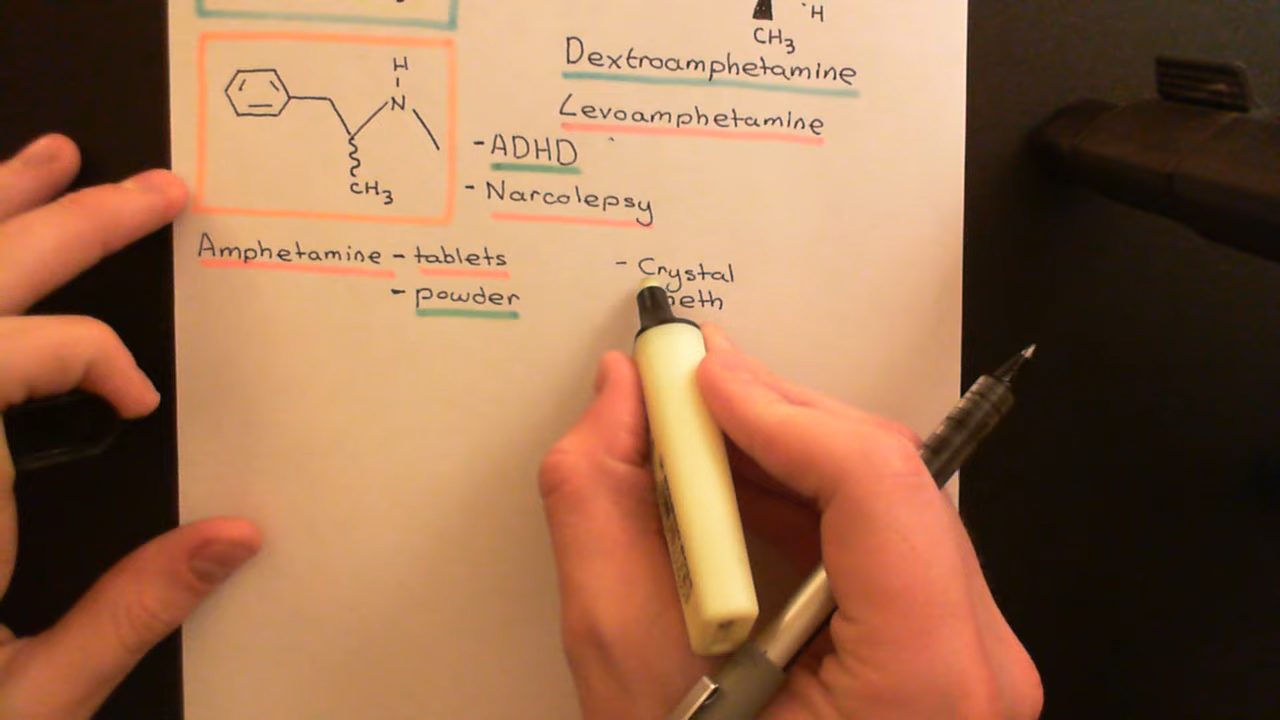 H
CH3
Dextroamphetamine
Levoamphetamine
H
N
CH3
- ADHD
- Narcolepsy
Amphetamine - tablets
- powder
- Crystal